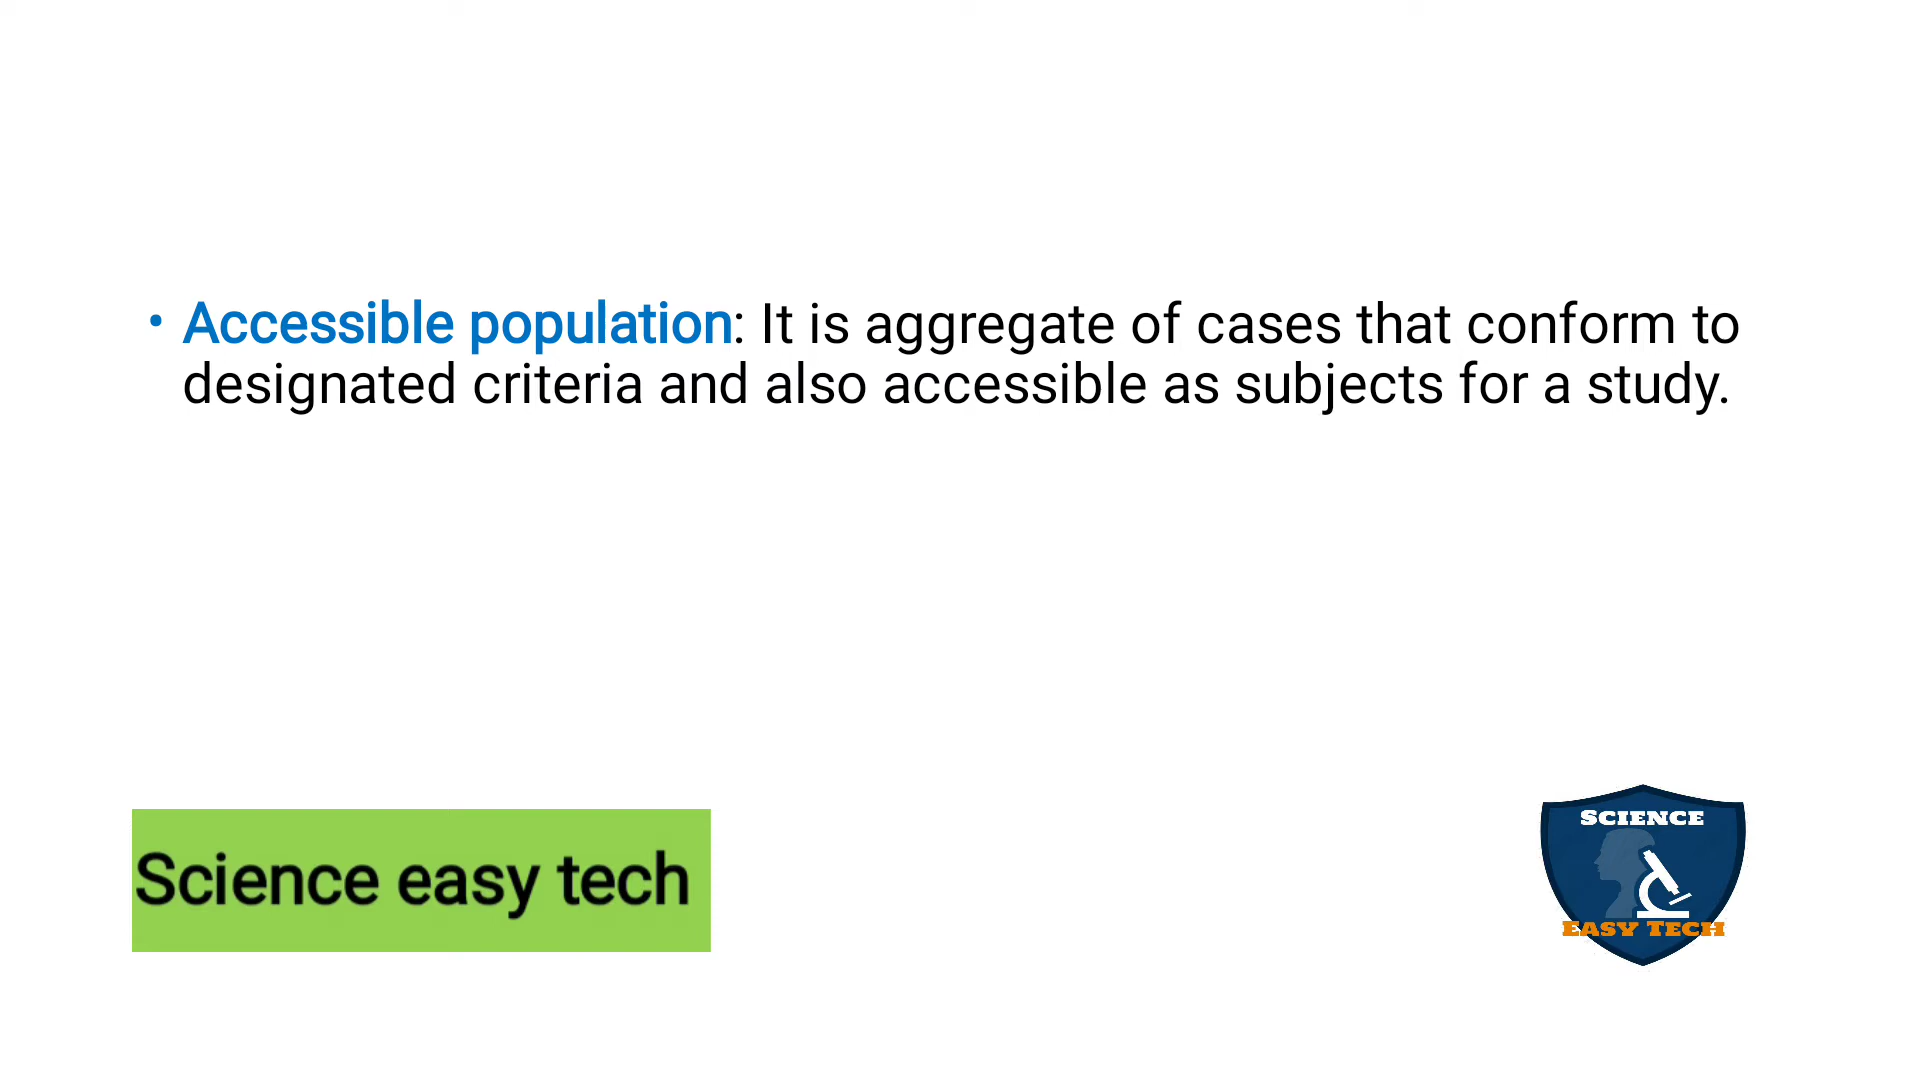 • Accessible population: It is aggregate of cases that conform to
designated criteria and also accessible as subjects for a study.
Science easy tech
SCIENCE
EASY TECH